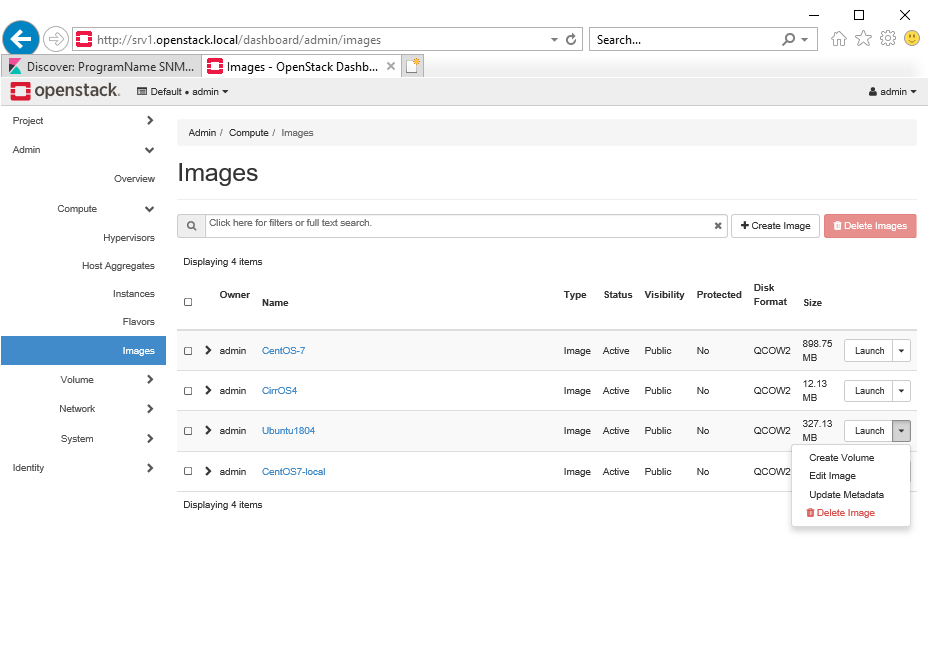 http://srv1.openstack.local/dashboard/admin/images
Search...
Discover: ProgramName SNM...
Images - OpenStack Dashb...
openstack.
Default • admin
admin
Project
Admin
Overview
Compute
Hypervisors
Host Aggregates
Instances
Flavors
Images
Volume
Network
System
Identity
Admin / Compute / Images
Images
Click here for filters or full text search.
Create Image
Delete Images
Displaying 4 items
Owner Name Type Status Visibility Protected Disk Format Size
admin CentOS-7 Image Active Public No QCOW2 898.75 MB Launch
admin CirrOS4 Image Active Public No QCOW2 12.13 MB Launch
admin Ubuntu1804 Image Active Public No QCOW2 327.13 MB Launch
admin CentOS7-local Image Active Public No QCOW2
Create Volume
Edit Image
Update Metadata
Delete Image
Displaying 4 items